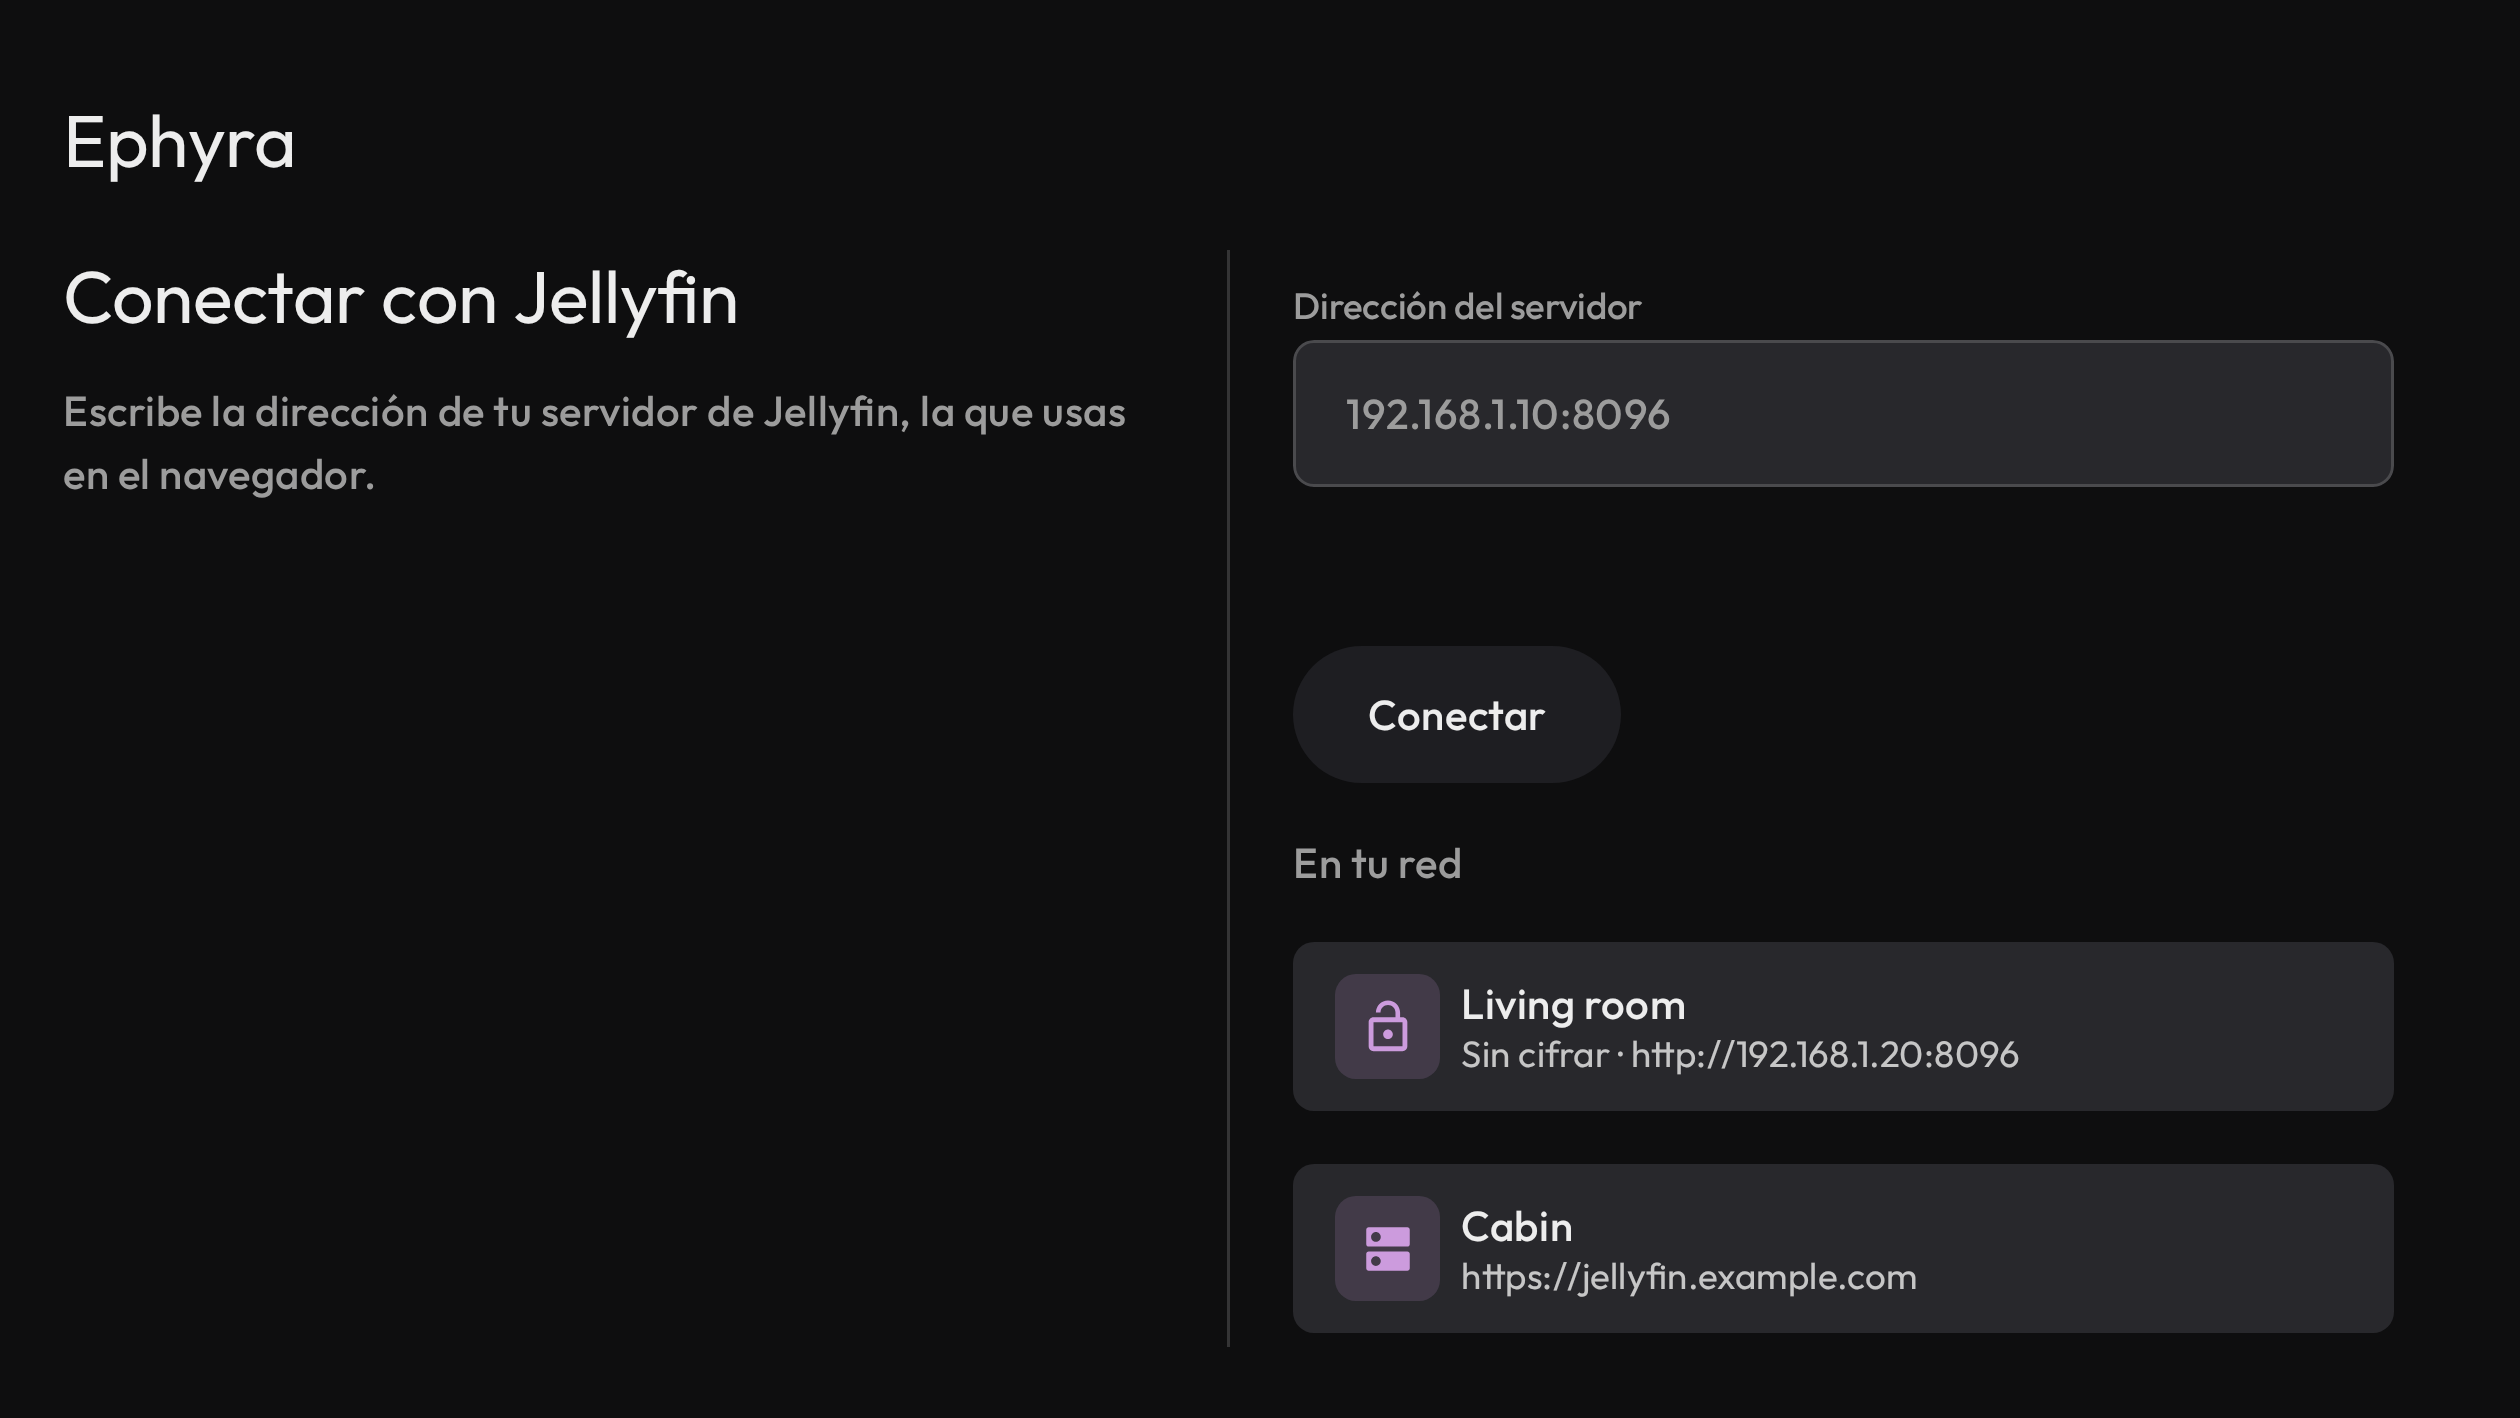 Ephyra
Conectar con Jellyfin
Escribe la dirección de tu servidor de Jellyfin, la que usas
en el navegador.
Dirección del servidor
192.168.1.10:8096
Conectar
En tu red
Living room
Sin cifrar · http://192.168.1.20:8096
Cabin
https://jellyfin.example.com